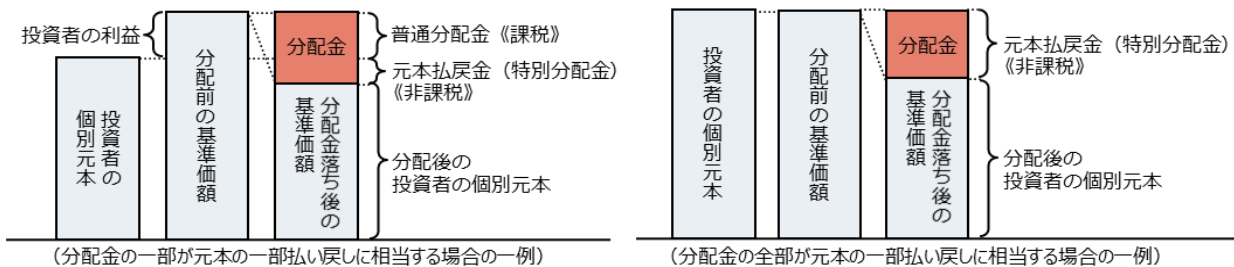 投資者の利益
投資者の
個別元本
分配前の基準価額
分配金
分配金落ち後の
基準価額
普通分配金《課税》
元本払戻金（特別分配金）
《非課税》
分配後の
投資者の個別元本
（分配金の一部が元本の一部払い戻しに相当する場合の一例）
投資者の個別元本
分配前の基準価額
分配金
分配金落ち後の
基準価額
元本払戻金（特別分配金）
《非課税》
分配後の
投資者の個別元本
（分配金の全部が元本の一部払い戻しに相当する場合の一例）